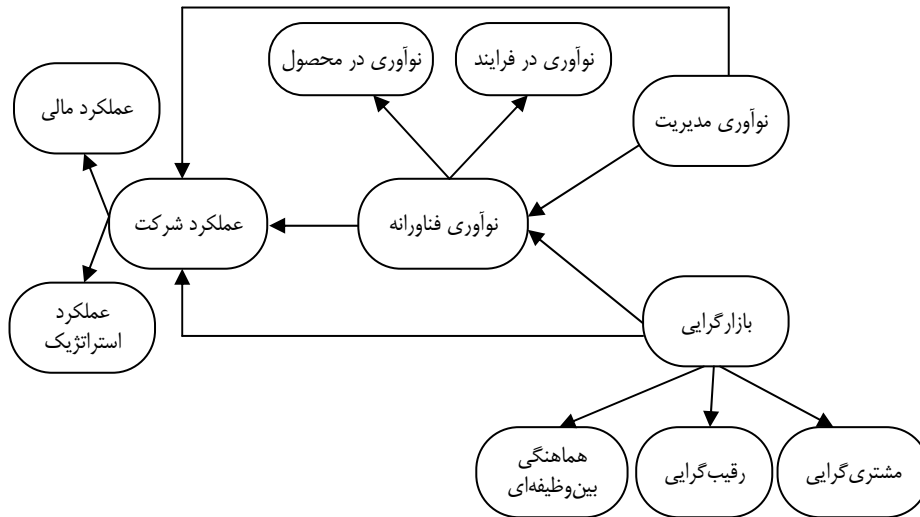 نوآوری در فرایند
نوآوری در محصول
عملکرد مالی
نوآوری مدیریت
نوآوری فناورانه
عملکرد شرکت
بازارگرایی
عملکرد
استراتژیک
مشتری‌گرایی
رقیب‌گرایی
هماهنگی
بین‌وظیفه‌ای